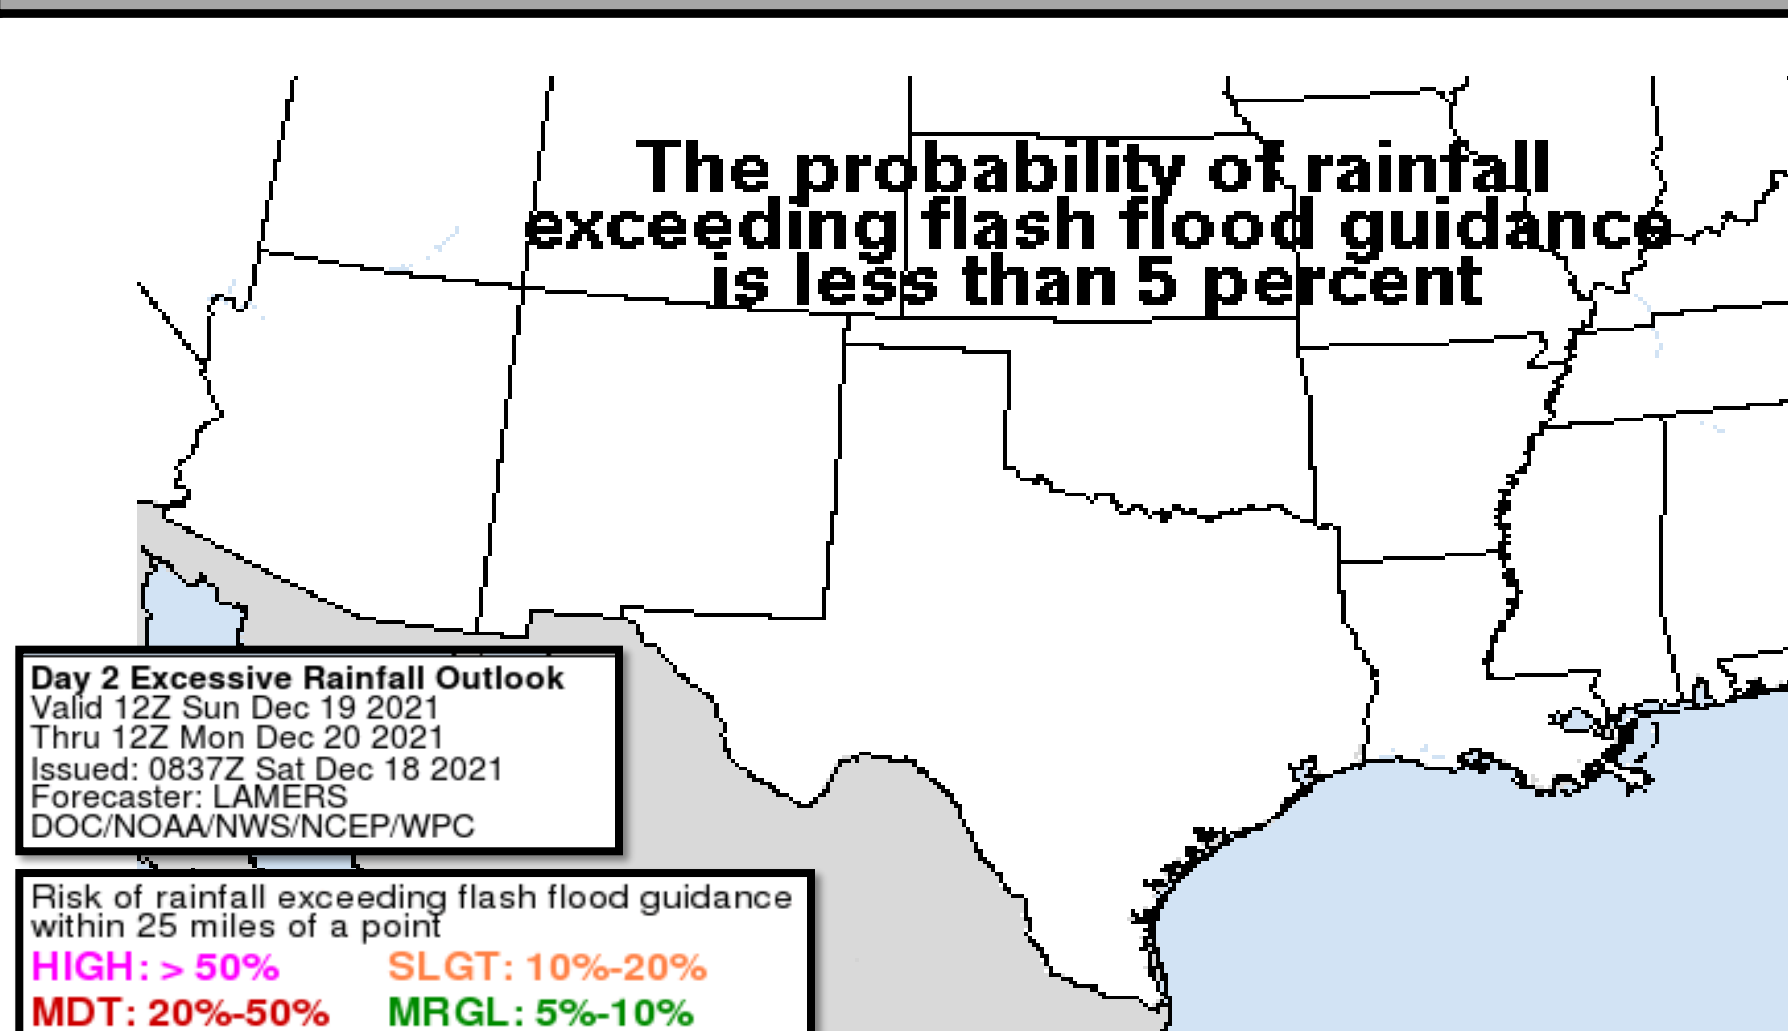 The probability of rainfall
exceeding flash flood guidance
is less than 5 percent
Day 2 Excessive Rainfall Outlook
Valid 12Z Sun Dec 19 2021
Thru 12Z Mon Dec 20 2021
Issued: 0837Z Sat Dec 18 2021
Forecaster: LAMERS
DOC/NOAA/NWS/NCEP/WPC
Risk of rainfall exceeding flash flood guidance
within 25 miles of a point
HIGH: > 50% SLGT: 10%-20%
MDT: 20%-50% MRGL: 5%-10%